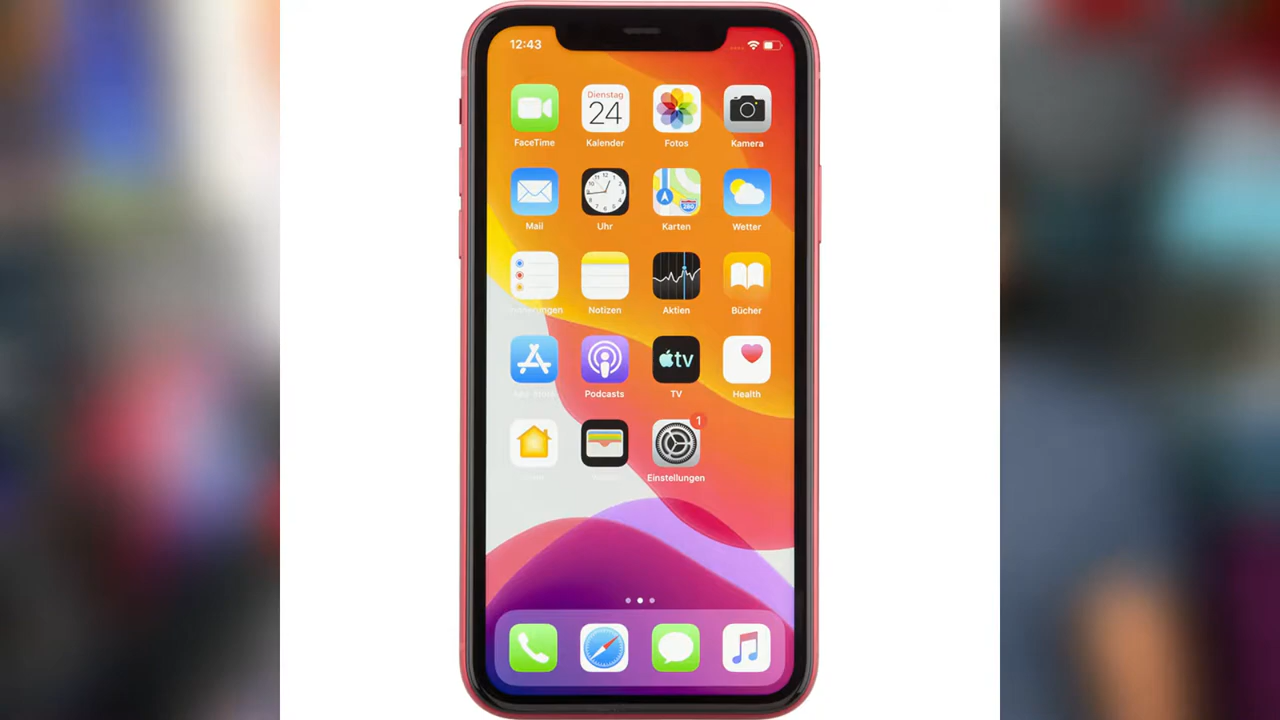 12:43
FaceTime
Dienstag
24
Kalender
Fotos
Kamera
Mail
Uhr
Karten
Wetter
Notizen
Aktien
Bücher
tv
Podcasts
TV
Health
1
Einstellungen